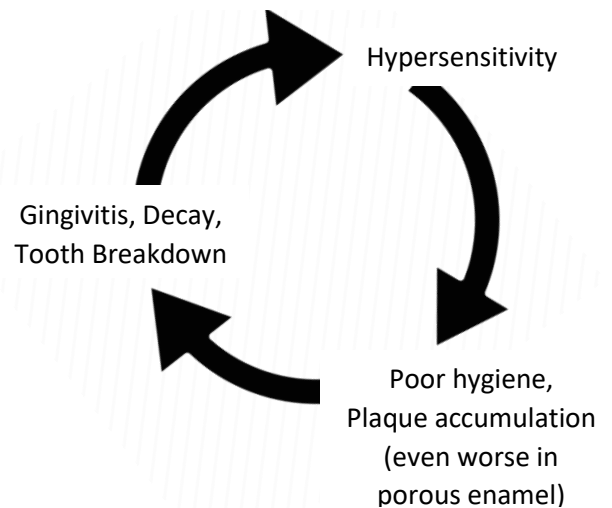 Hypersensitivity
Gingivitis, Decay,
Tooth Breakdown
Poor hygiene,
Plaque accumulation
(even worse in
porous enamel)